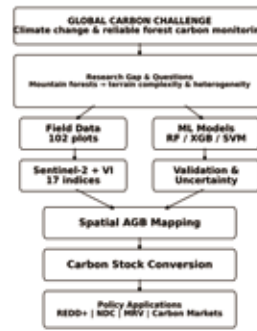 GLOBAL CARBON CHALLENGE
Climate change & reliable forest carbon monitorin
Research Gap & Questions
Mountain forests → terrain complexity & heterogeneity
Field Data
102 plots
ML Models
RF / XGB / SVM
Sentinel-2 + VI
17 indices
Validation &
Uncertainty
Spatial AGB Mapping
Carbon Stock Conversion
Policy Applications
REDD+ | NDC | MRV | Carbon Markets